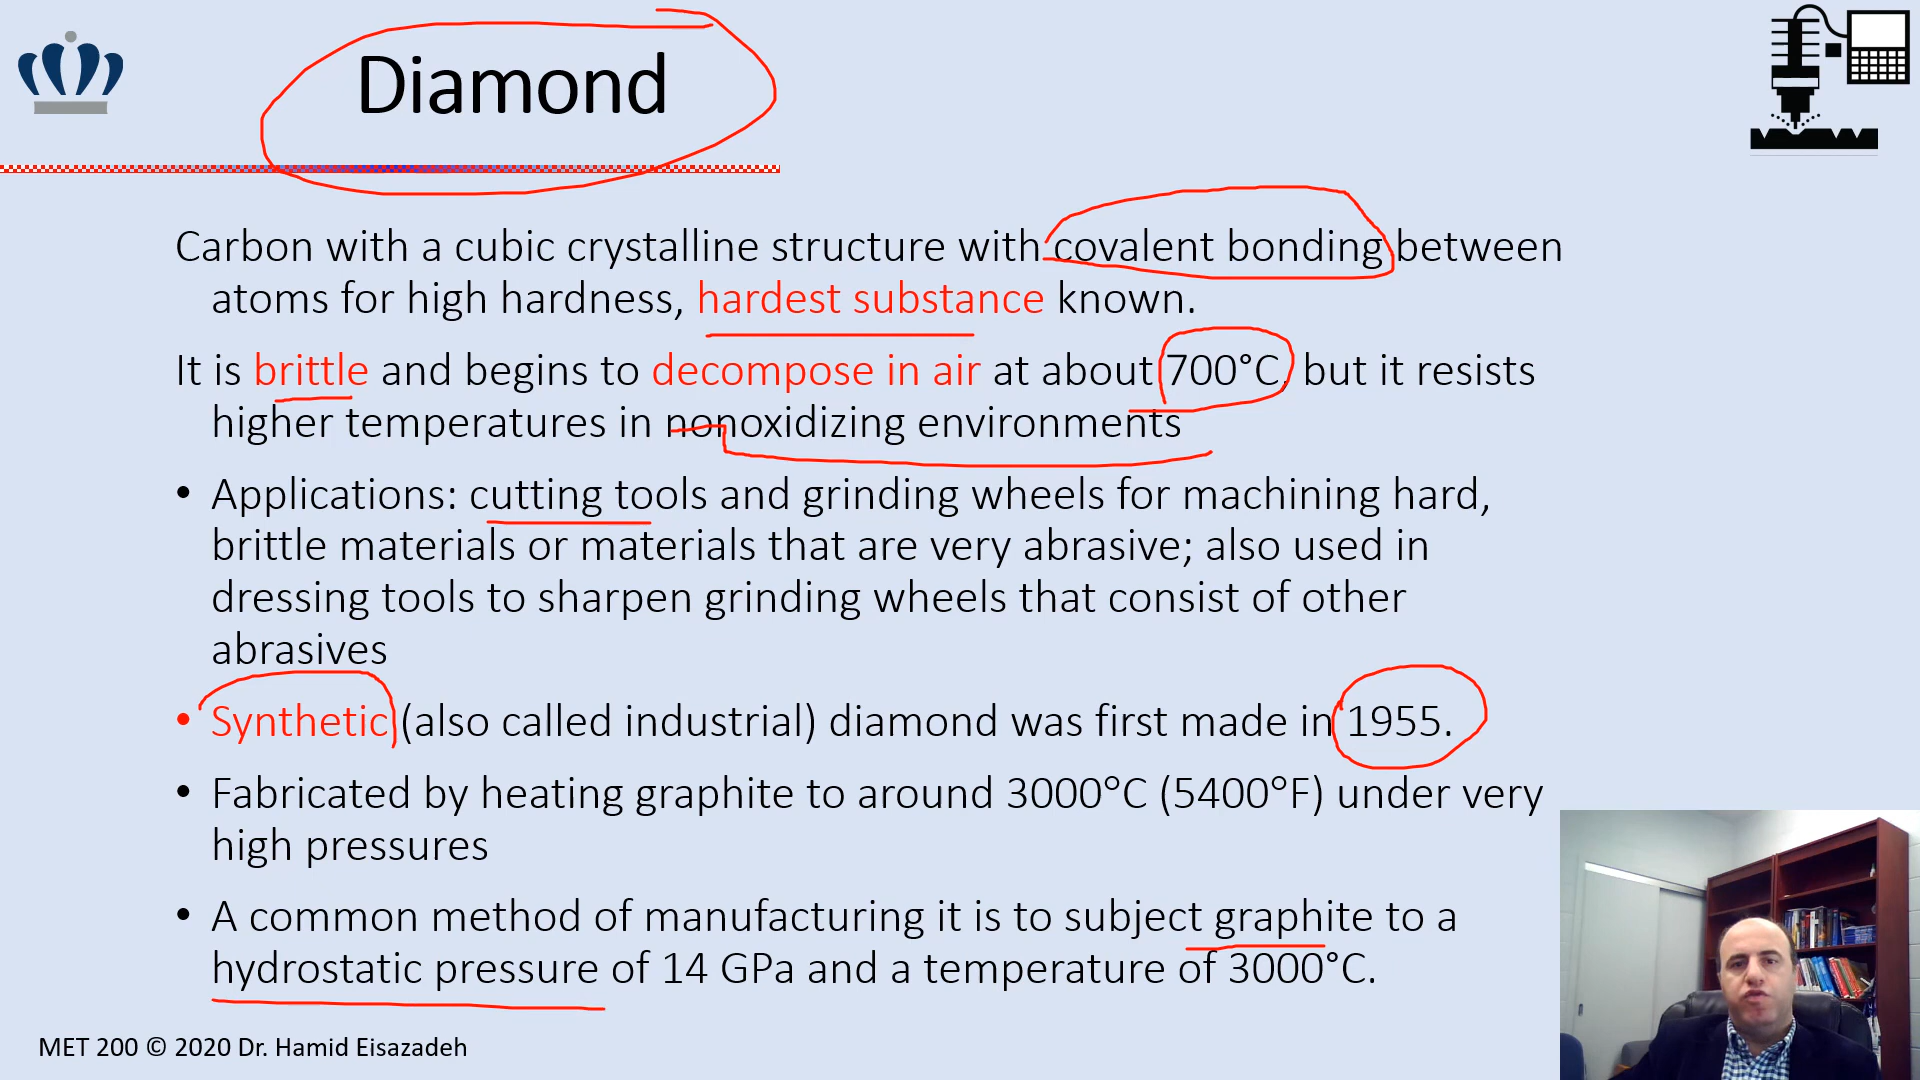 Diamond
Carbon with a cubic crystalline structure with covalent bonding between
atoms for high hardness, hardest substance known.
It is brittle and begins to decompose in air at about 700°C, but it resists
higher temperatures in nonoxidizing environments
• Applications: cutting tools and grinding wheels for machining hard,
brittle materials or materials that are very abrasive; also used in
dressing tools to sharpen grinding wheels that consist of other
abrasives
• Synthetic (also called industrial) diamond was first made in 1955.
• Fabricated by heating graphite to around 3000°C (5400°F) under very
high pressures
• A common method of manufacturing it is to subject graphite to a
hydrostatic pressure of 14 GPa and a temperature of 3000°C.
MET 200 © 2020 Dr. Hamid Eisazadeh